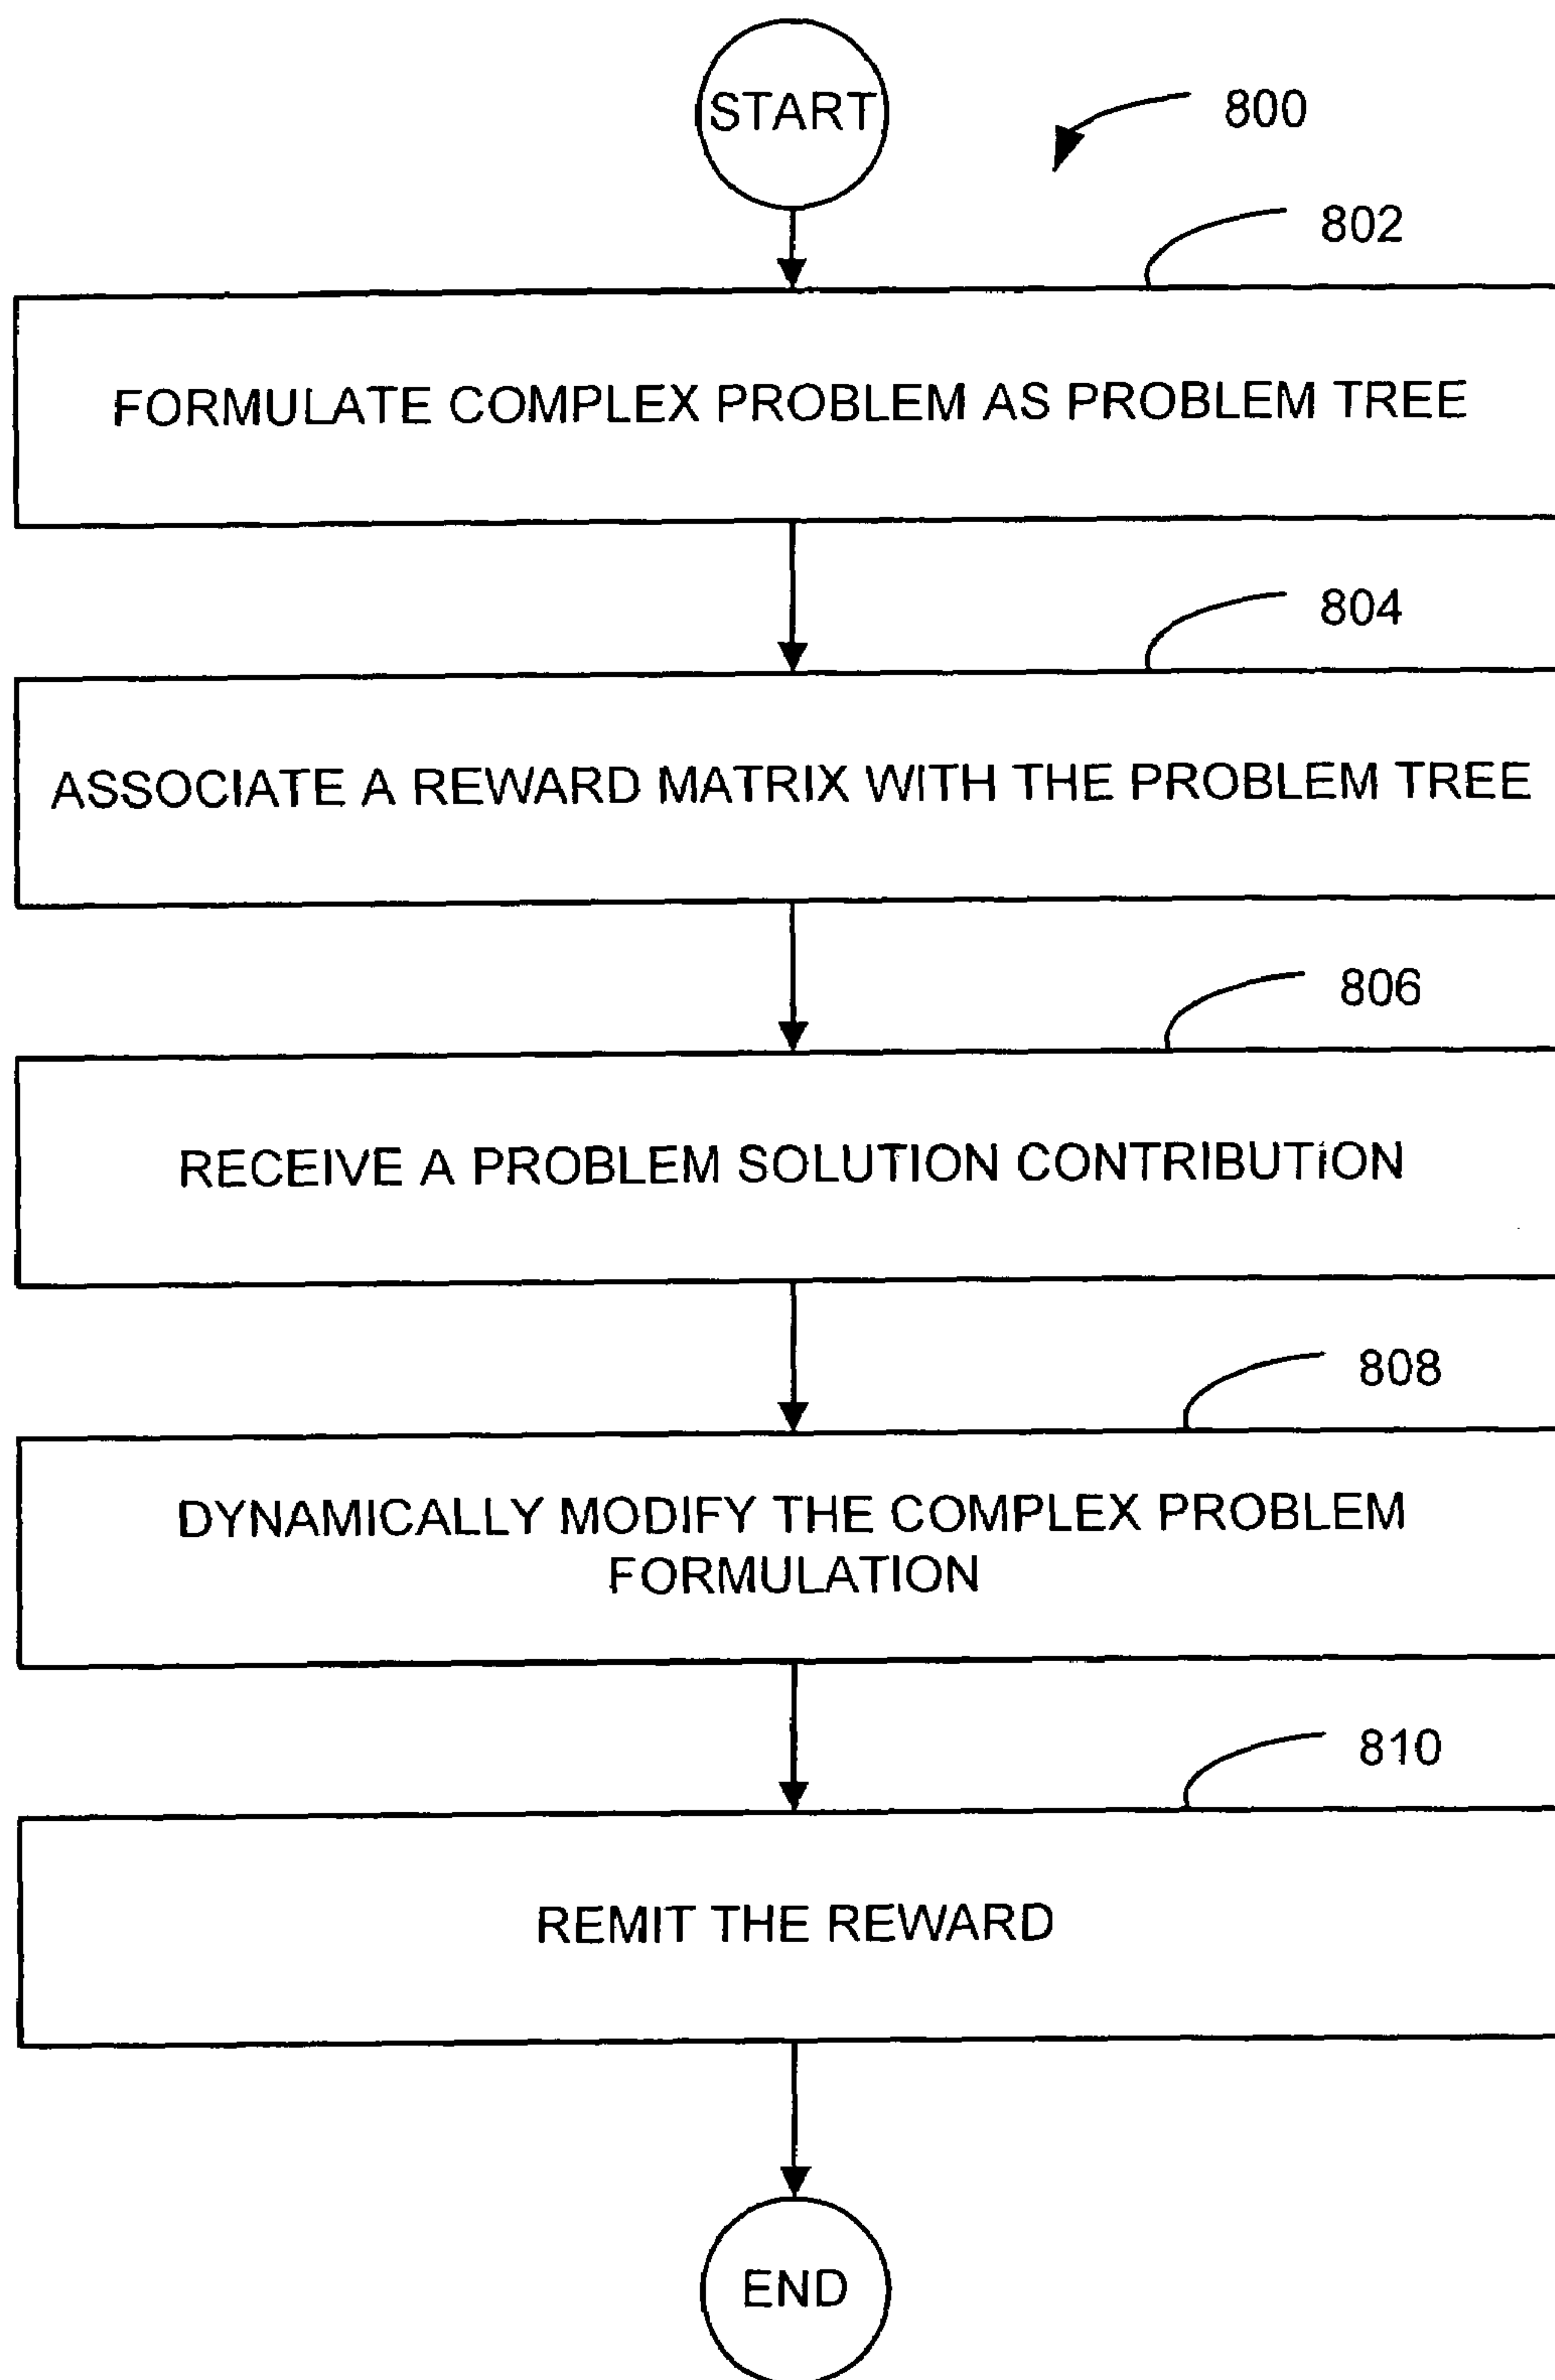 START
800
802
FORMULATE COMPLEX PROBLEM AS PROBLEM TREE
804
ASSOCIATE A REWARD MATRIX WITH THE PROBLEM TREE
806
RECEIVE A PROBLEM SOLUTION CONTRIBUTION
808
DYNAMICALLY MODIFY THE COMPLEX PROBLEM
FORMULATION
810
REMIT THE REWARD
END